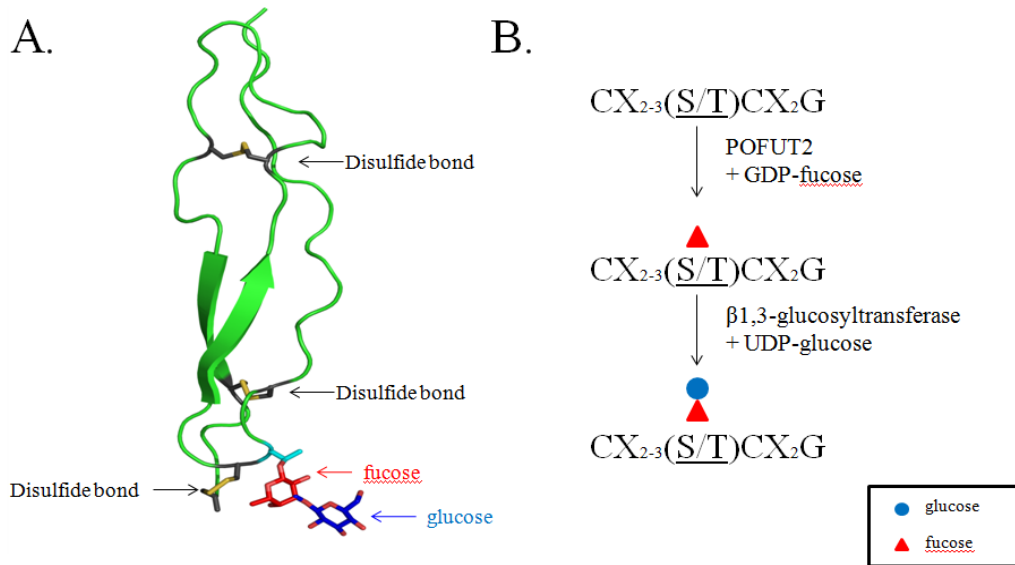 A.
Disulfide bond
Disulfide bond
Disulfide bond
fucose
glucose
B.
CX₂₋₃(S/T)CX₂G
POFUT2
+ GDP-fucose
CX₂₋₃(S/T)CX₂G
β1,3-glucosyltransferase
+ UDP-glucose
CX₂₋₃(S/T)CX₂G
glucose
fucose